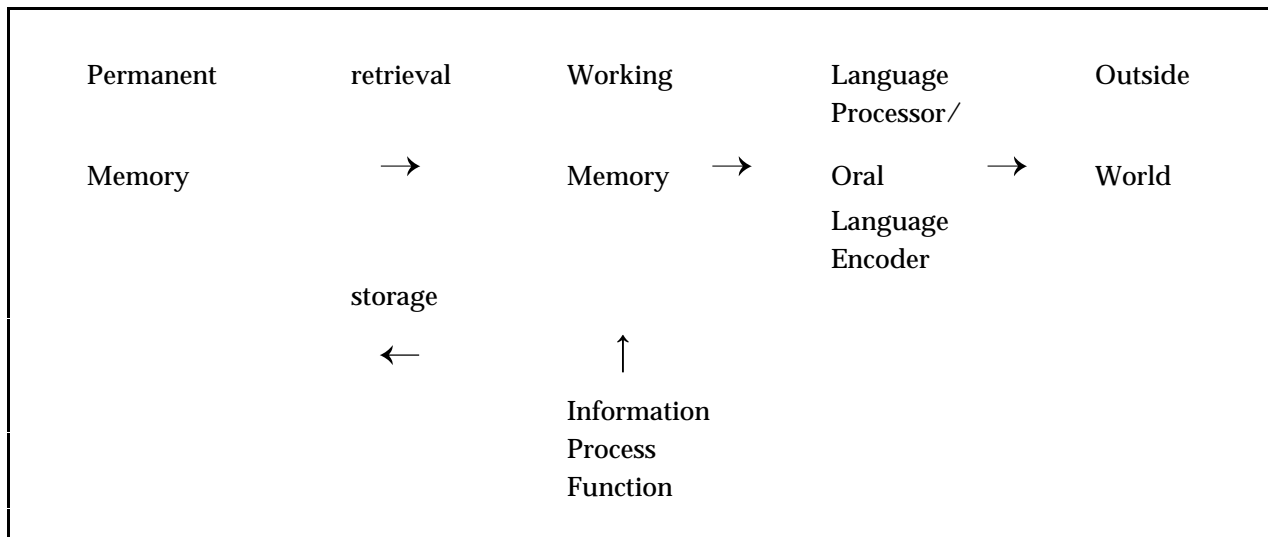 Permanent retrieval Working Language Outside
Processor/
Memory → Memory → Oral → World
Language
Encoder
storage
← ↑
Information
Process
Function